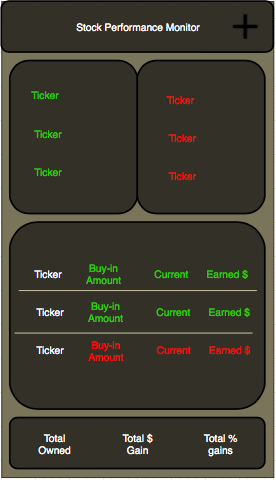 Stock Performance Monitor
Ticker
Ticker
Ticker
Ticker
Ticker
Ticker
Ticker Buy-in Amount Current Earned $
Ticker Buy-in Amount Current Earned $
Ticker Buy-in Amount Current Earned $
Total Owned Total $ Gain Total % gains